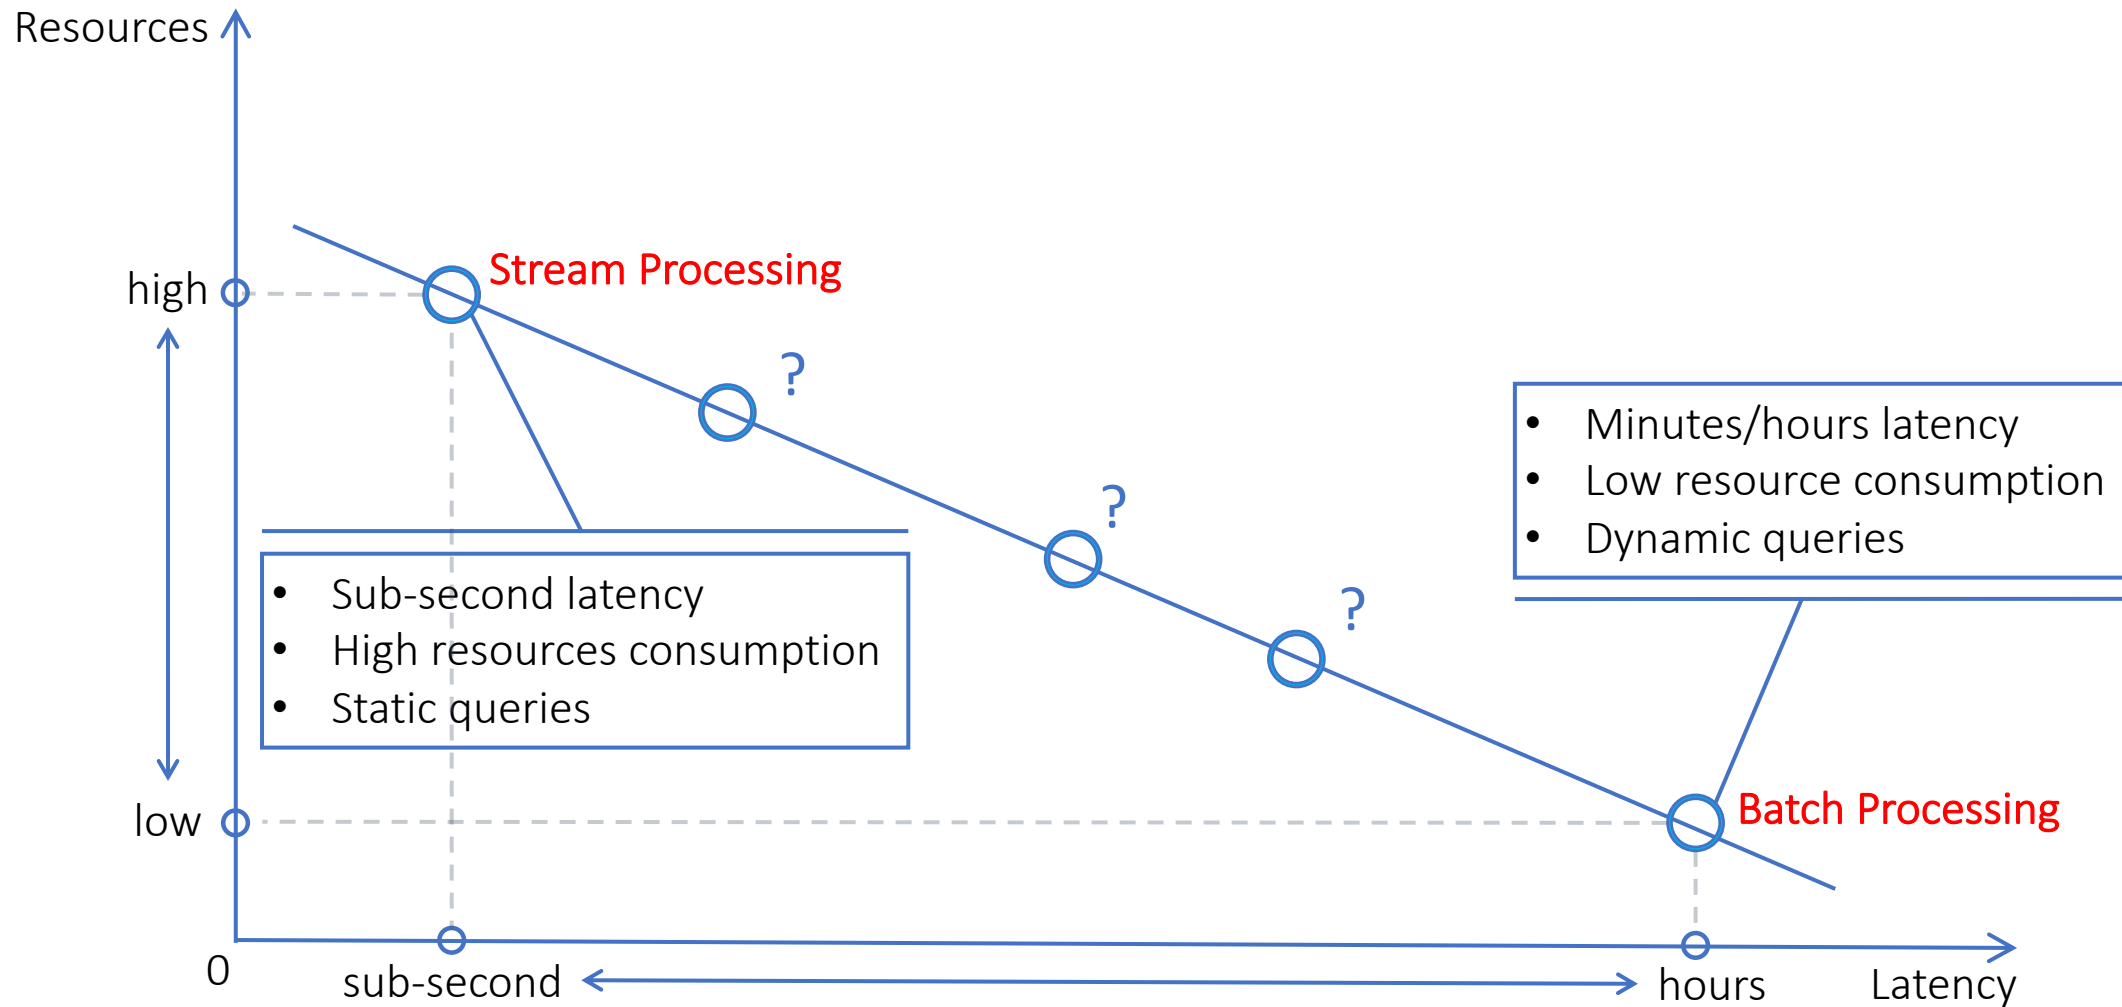 Resources
high
Stream Processing
?
• Minutes/hours latency
• Low resource consumption
• Dynamic queries
?
• Sub-second latency
• High resources consumption
• Static queries
?
low
Batch Processing
0
sub-second
hours
Latency